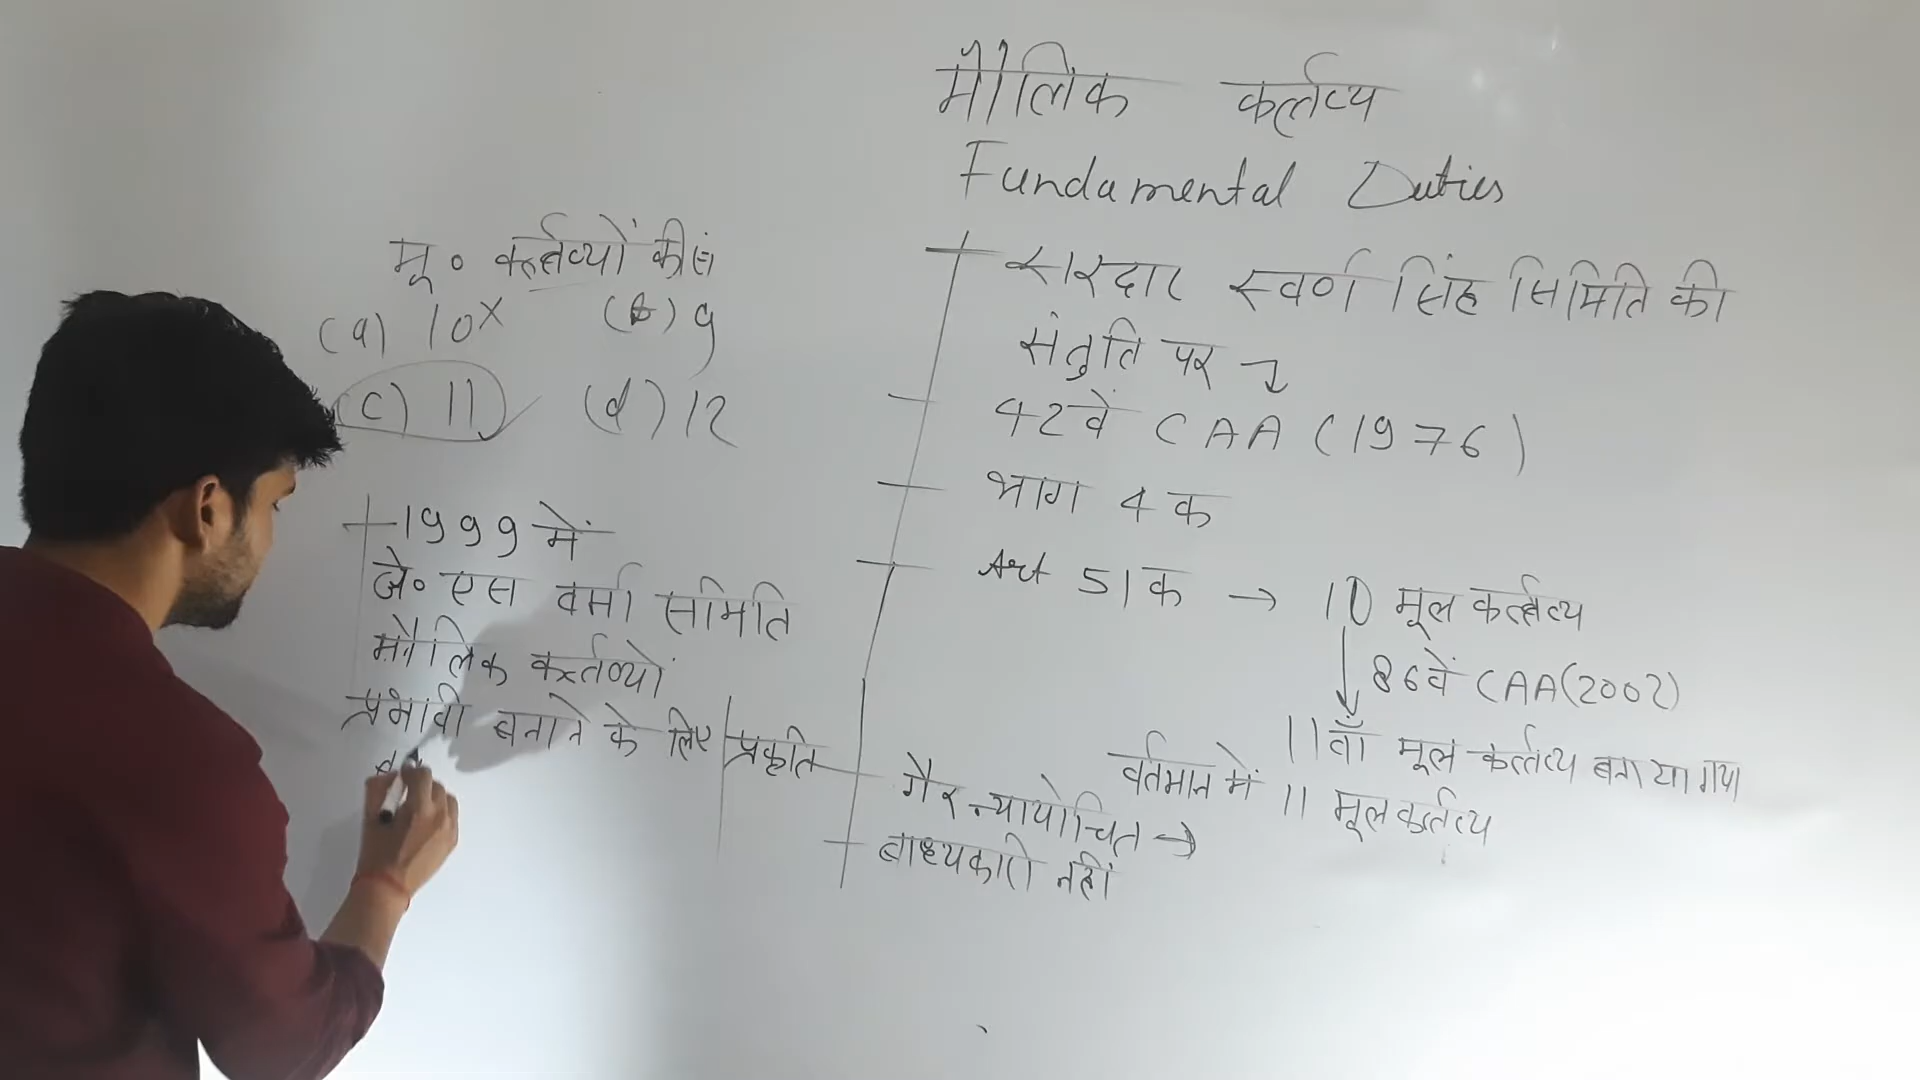 मौलिक कर्त्तव्य
Fundamental Duties
सरदार स्वर्ण सिंह समिति की
संतुति पर
42वें CAA (1976)
भाग 4 क
Art 51क → 10 मूल कर्त्तव्य
86वें CAA(2002)
11वाँ मूल कर्त्तव्य बनाया गया
वर्तमान में 11 मूल कर्त्तव्य
प्रकृति गैर न्यायोचित →
बाध्यकारी नहीं
मू० कर्त्तव्यों की सं
(a) 10x (b) 9
(c) 11 (d) 12
1999 में
जे० एस वर्मा समिति
मौलिक कर्त्तव्यों
प्रभावी बनाने के लिए